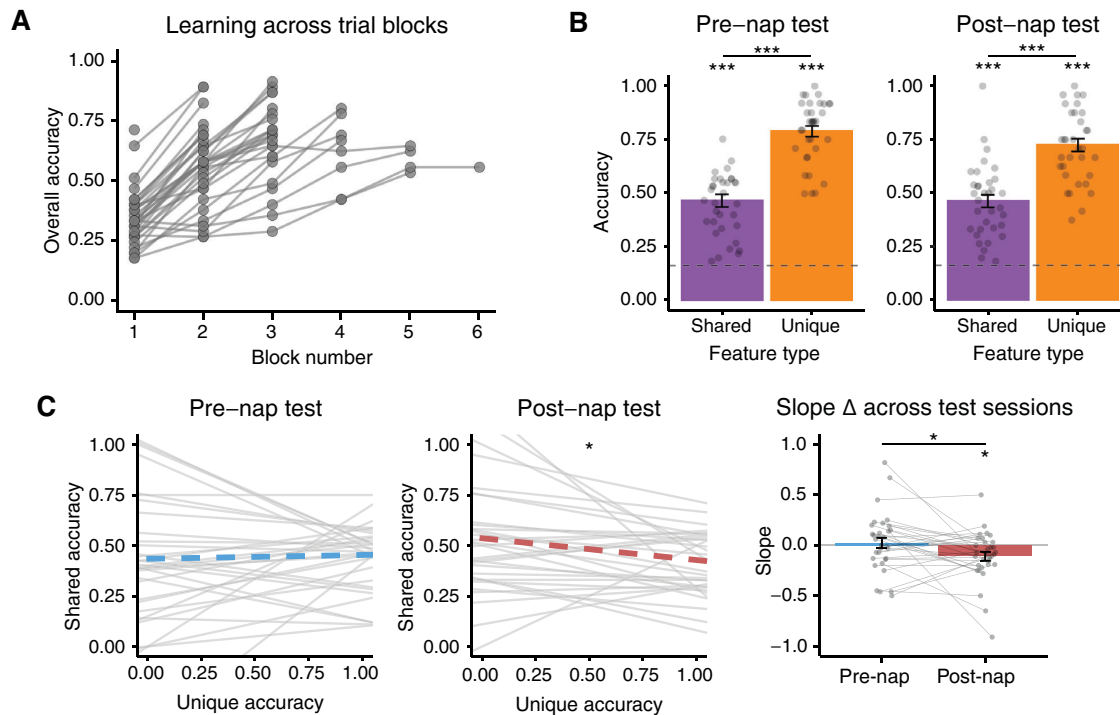 A
Learning across trial blocks
Overall accuracy
1.00
0.75
0.50
0.25
0.00
1 2 3 4 5 6
Block number
B
Pre–nap test
***
*** ***
Accuracy
1.00
0.75
0.50
0.25
0.00
Shared Unique
Feature type
Post–nap test
***
*** ***
1.00
0.75
0.50
0.25
0.00
Shared Unique
Feature type
C
Pre–nap test
Shared accuracy
1.00
0.75
0.50
0.25
0.00
0.00 0.25 0.50 0.75 1.00
Unique accuracy
Post–nap test
*
Shared accuracy
1.00
0.75
0.50
0.25
0.00
0.00 0.25 0.50 0.75 1.00
Unique accuracy
Slope Δ across test sessions
*
*
Slope
1.0
0.5
0.0
−0.5
−1.0
Pre–nap Post–nap